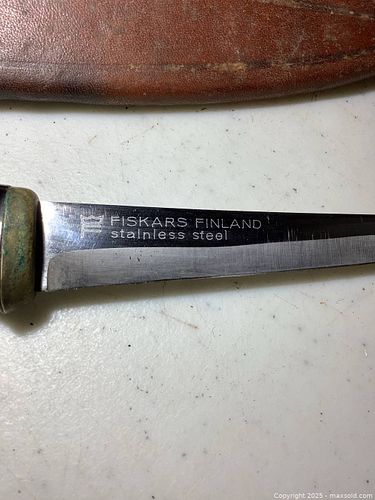 FISKARS FINLAND
stainless steel
Copyright 2025 - maxsold.com